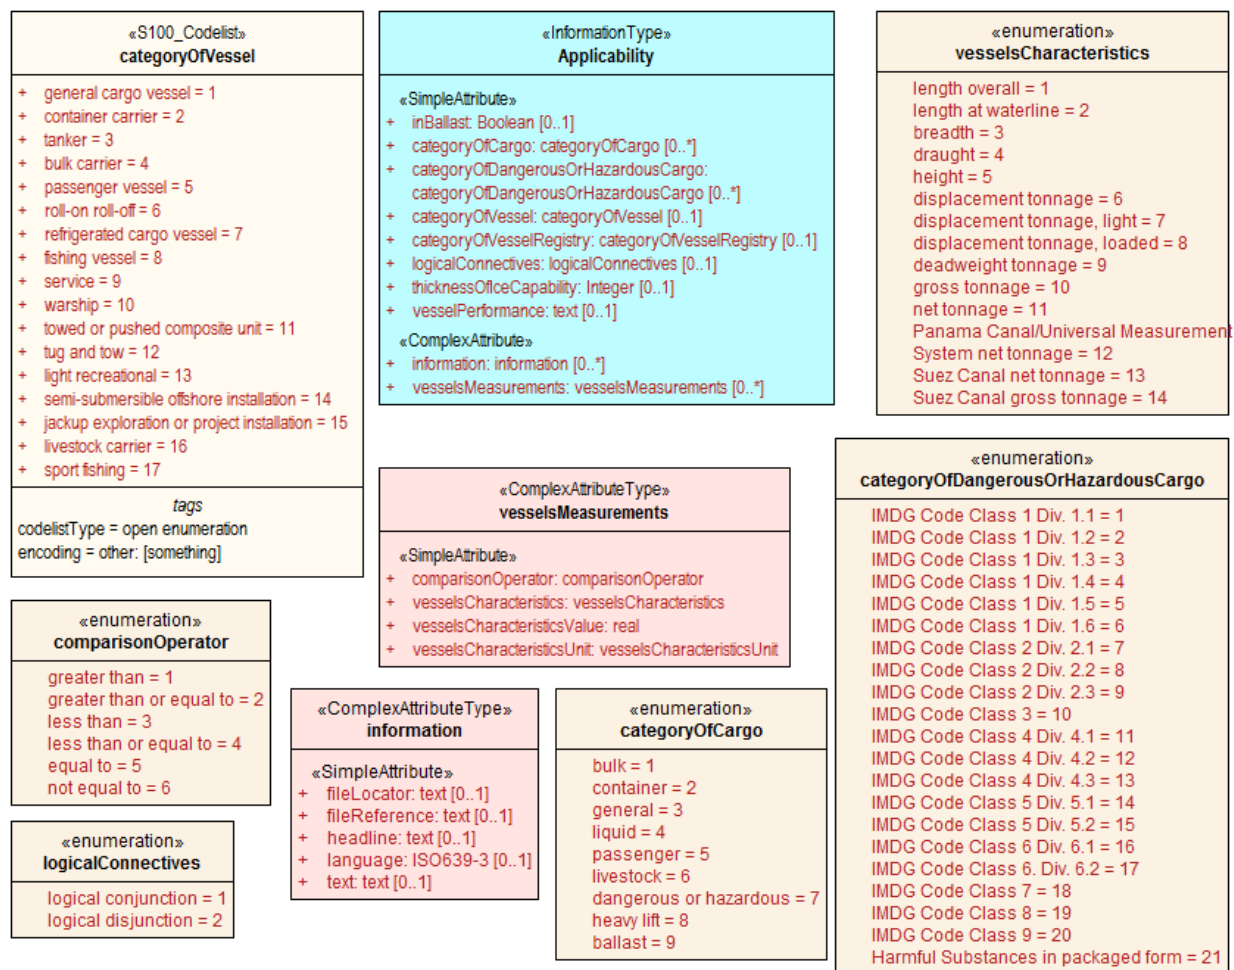 «S100_Codelist»
categoryOfVessel
+ general cargo vessel = 1
+ container carrier = 2
+ tanker = 3
+ bulk carrier = 4
+ passenger vessel = 5
+ roll-on roll-off = 6
+ refrigerated cargo vessel = 7
+ fishing vessel = 8
+ service = 9
+ warship = 10
+ towed or pushed composite unit = 11
+ tug and tow = 12
+ light recreational = 13
+ semi-submersible offshore installation = 14
+ jackup exploration or project installation = 15
+ livestock carrier = 16
+ sport fishing = 17
tags
codelistType = open enumeration
encoding = other: [something]
«InformationType»
Applicability
«SimpleAttribute»
+ inBallast: Boolean [0..1]
+ categoryOfCargo: categoryOfCargo [0..*]
+ categoryOfDangerousOrHazardousCargo:
categoryOfDangerousOrHazardousCargo [0..*]
+ categoryOfVessel: categoryOfVessel [0..1]
+ categoryOfVesselRegistry: categoryOfVesselRegistry [0..1]
+ logicalConnectives: logicalConnectives [0..1]
+ thicknessOfIceCapability: Integer [0..1]
+ vesselPerformance: text [0..1]
«ComplexAttribute»
+ information: information [0..*]
+ vesselsMeasurements: vesselsMeasurements [0..*]
«enumeration»
vesselsCharacteristics
length overall = 1
length at waterline = 2
breadth = 3
draught = 4
height = 5
displacement tonnage = 6
displacement tonnage, light = 7
displacement tonnage, loaded = 8
deadweight tonnage = 9
gross tonnage = 10
net tonnage = 11
Panama Canal/Universal Measurement
System net tonnage = 12
Suez Canal net tonnage = 13
Suez Canal gross tonnage = 14
«ComplexAttributeType»
vesselsMeasurements
«SimpleAttribute»
+ comparisonOperator: comparisonOperator
+ vesselsCharacteristics: vesselsCharacteristics
+ vesselsCharacteristicsValue: real
+ vesselsCharacteristicsUnit: vesselsCharacteristicsUnit
«enumeration»
categoryOfDangerousOrHazardousCargo
IMDG Code Class 1 Div. 1.1 = 1
IMDG Code Class 1 Div. 1.2 = 2
IMDG Code Class 1 Div. 1.3 = 3
IMDG Code Class 1 Div. 1.4 = 4
IMDG Code Class 1 Div. 1.5 = 5
IMDG Code Class 1 Div. 1.6 = 6
IMDG Code Class 2 Div. 2.1 = 7
IMDG Code Class 2 Div. 2.2 = 8
IMDG Code Class 2 Div. 2.3 = 9
IMDG Code Class 3 = 10
IMDG Code Class 4 Div. 4.1 = 11
IMDG Code Class 4 Div. 4.2 = 12
IMDG Code Class 4 Div. 4.3 = 13
IMDG Code Class 5 Div. 5.1 = 14
IMDG Code Class 5 Div. 5.2 = 15
IMDG Code Class 6 Div. 6.1 = 16
IMDG Code Class 6. Div. 6.2 = 17
IMDG Code Class 7 = 18
IMDG Code Class 8 = 19
IMDG Code Class 9 = 20
Harmful Substances in packaged form = 21
«enumeration»
comparisonOperator
greater than = 1
greater than or equal to = 2
less than = 3
less than or equal to = 4
equal to = 5
not equal to = 6
«ComplexAttributeType»
information
«SimpleAttribute»
+ fileLocator: text [0..1]
+ fileReference: text [0..1]
+ headline: text [0..1]
+ language: ISO639-3 [0..1]
+ text: text [0..1]
«enumeration»
categoryOfCargo
bulk = 1
container = 2
general = 3
liquid = 4
passenger = 5
livestock = 6
dangerous or hazardous = 7
heavy lift = 8
ballast = 9
«enumeration»
logicalConnectives
logical conjunction = 1
logical disjunction = 2